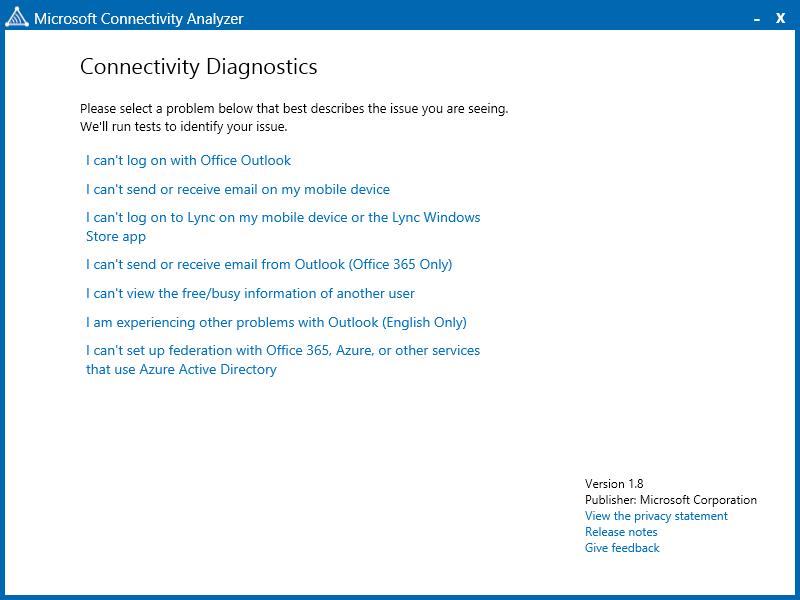 Microsoft Connectivity Analyzer
- X
Connectivity Diagnostics
Please select a problem below that best describes the issue you are seeing.
We'll run tests to identify your issue.
I can't log on with Office Outlook
I can't send or receive email on my mobile device
I can't log on to Lync on my mobile device or the Lync Windows
Store app
I can't send or receive email from Outlook (Office 365 Only)
I can't view the free/busy information of another user
I am experiencing other problems with Outlook (English Only)
I can't set up federation with Office 365, Azure, or other services
that use Azure Active Directory
Version 1.8
Publisher: Microsoft Corporation
View the privacy statement
Release notes
Give feedback